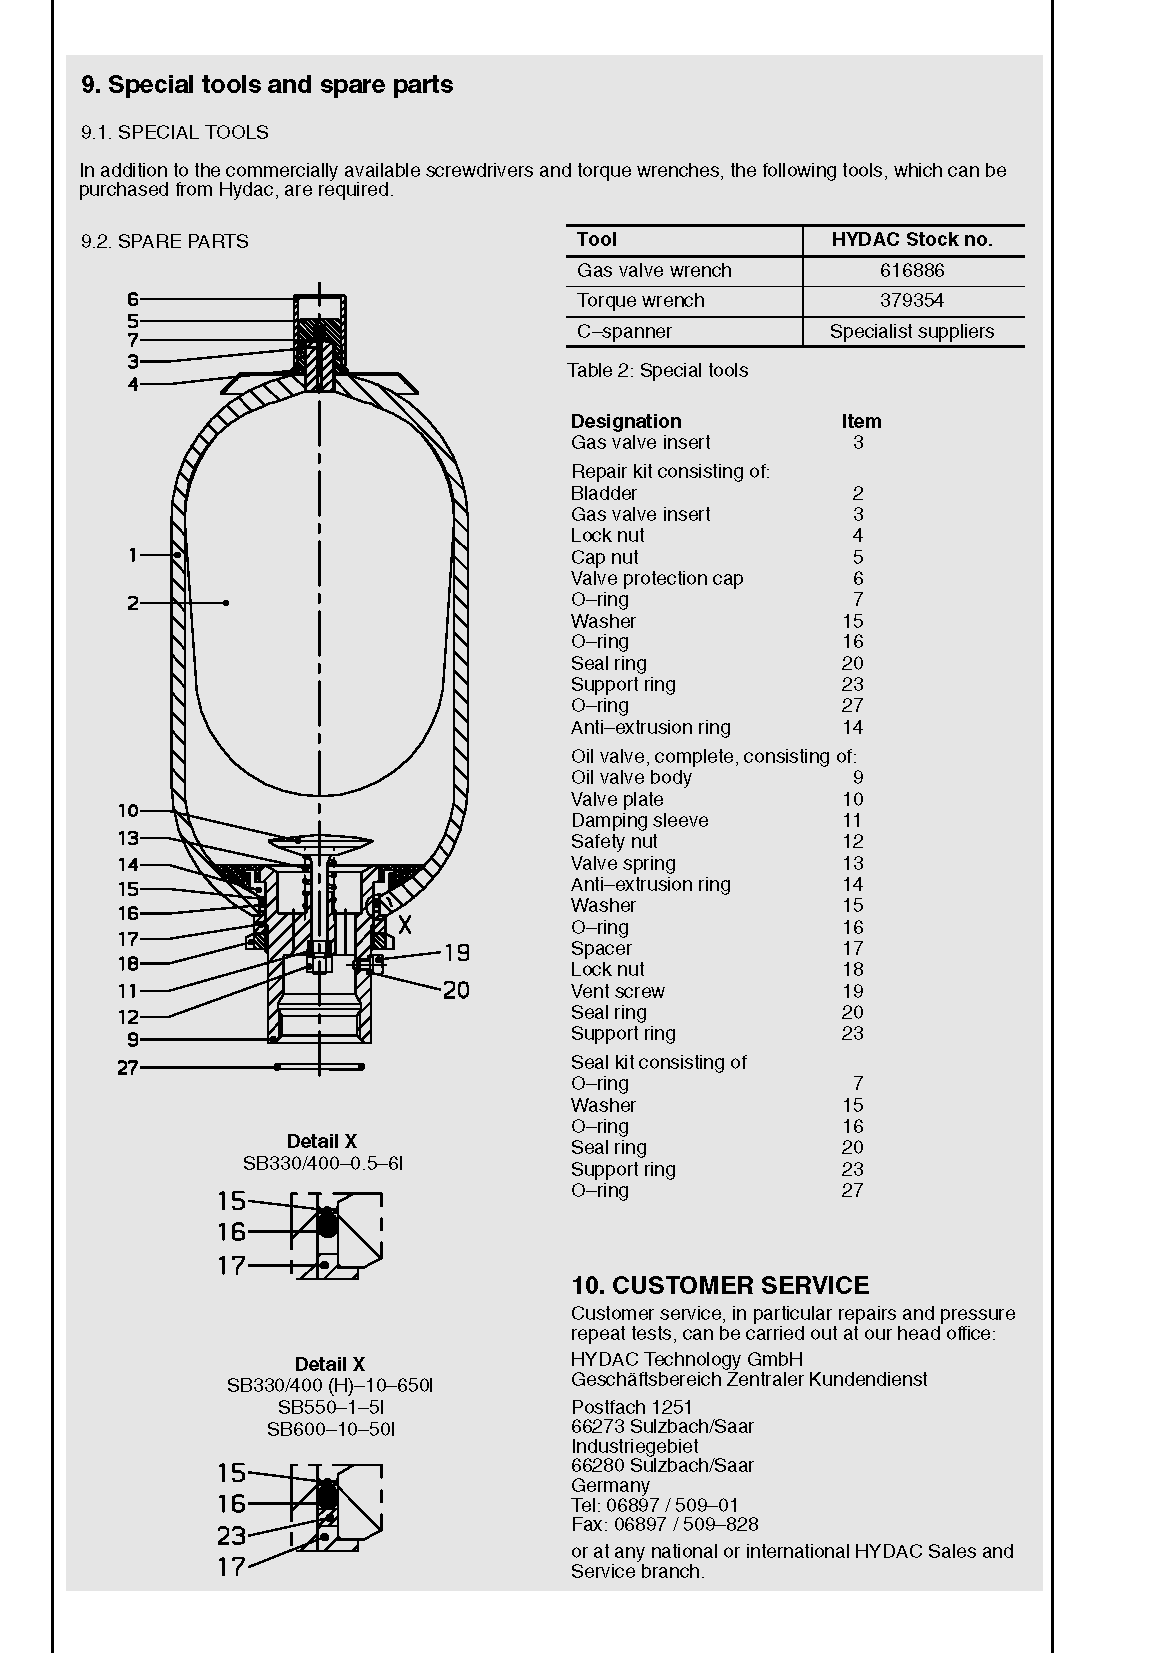 9. Special tools and spare parts
9.1. SPECIAL TOOLS
In addition to the commercially available screwdrivers and torque wrenches, the following tools, which can be
purchased from Hydac, are required.
9.2. SPARE PARTS
6
5
7
3
4
1
2
10
13
14
15
16
17
18
11
12
9
27
X
19
20
Detail X
SB330/400–0.5–6l
15
16
17
Detail X
SB330/400 (H)–10–650l
SB550–1–5l
SB600–10–50l
15
16
23
17
Tool HYDAC Stock no.
Gas valve wrench 616886
Torque wrench 379354
C–spanner Specialist suppliers
Table 2: Special tools
Designation Item
Gas valve insert 3
Repair kit consisting of:
Bladder 2
Gas valve insert 3
Lock nut 4
Cap nut 5
Valve protection cap 6
O–ring 7
Washer 15
O–ring 16
Seal ring 20
Support ring 23
O–ring 27
Anti–extrusion ring 14
Oil valve, complete, consisting of:
Oil valve body 9
Valve plate 10
Damping sleeve 11
Safety nut 12
Valve spring 13
Anti–extrusion ring 14
Washer 15
O–ring 16
Spacer 17
Lock nut 18
Vent screw 19
Seal ring 20
Support ring 23
Seal kit consisting of
O–ring 7
Washer 15
O–ring 16
Seal ring 20
Support ring 23
O–ring 27
10. CUSTOMER SERVICE
Customer service, in particular repairs and pressure
repeat tests, can be carried out at our head office:
HYDAC Technology GmbH
Geschäftsbereich Zentraler Kundendienst
Postfach 1251
66273 Sulzbach/Saar
Industriegebiet
66280 Sulzbach/Saar
Germany
Tel: 06897 / 509–01
Fax: 06897 / 509–828
or at any national or international HYDAC Sales and
Service branch.